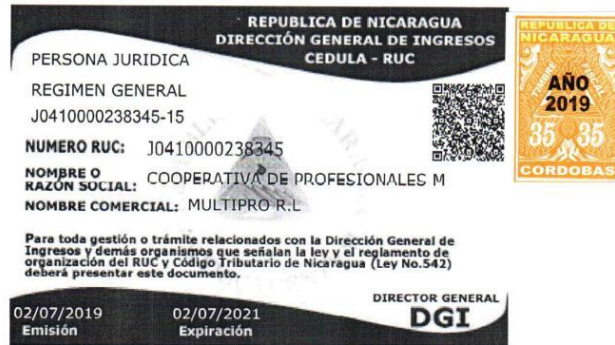 REPUBLICA DE NICARAGUA
DIRECCIÓN GENERAL DE INGRESOS
CEDULA - RUC
PERSONA JURIDICA
REGIMEN GENERAL
J0410000238345-15
NUMERO RUC: J0410000238345
NOMBRE O
RAZÓN SOCIAL: COOPERATIVA DE PROFESIONALES M
NOMBRE COMERCIAL: MULTIPRO R.L
Para toda gestión o trámite relacionados con la Dirección General de
Ingresos y demás organismos que señalan la ley y el reglamento de
organización del RUC y Código Tributario de Nicaragua (Ley No.542)
deberá presentar este documento.
DIRECTOR GENERAL
DGI
02/07/2019 02/07/2021
Emisión Expiración
REPUBLICA DE
NICARAGUA
TIMBRE FISCAL
AÑO
2019
35 35
CORDOBAS